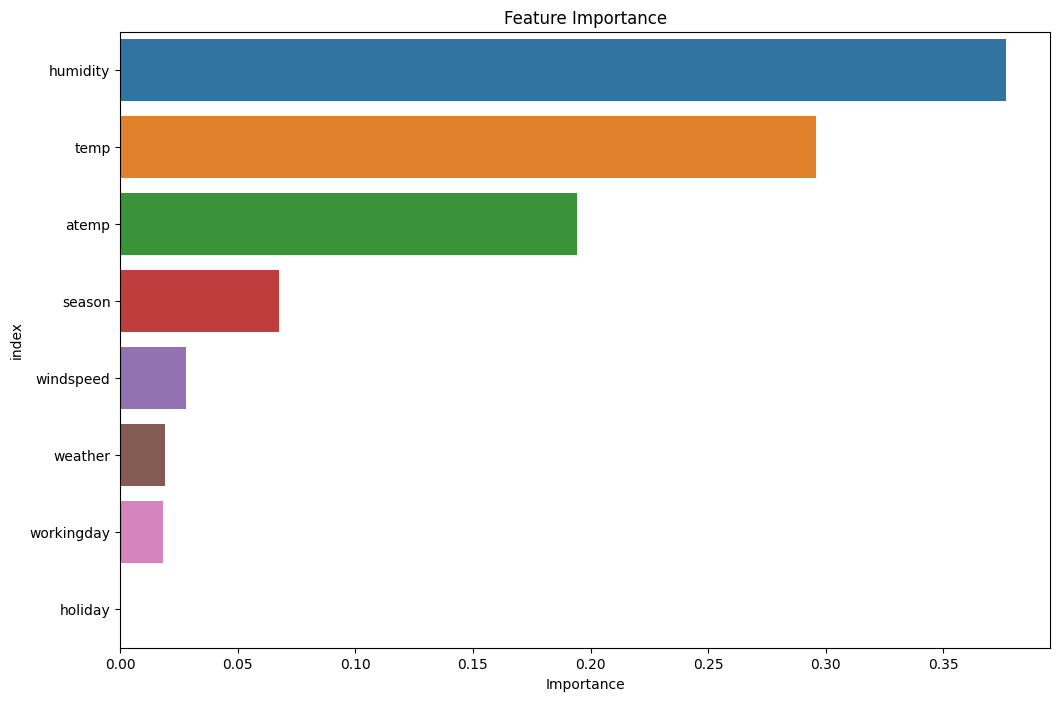 Feature Importance
humidity
temp
atemp
season
windspeed
weather
workingday
holiday
index
0.00 0.05 0.10 0.15 0.20 0.25 0.30 0.35
Importance